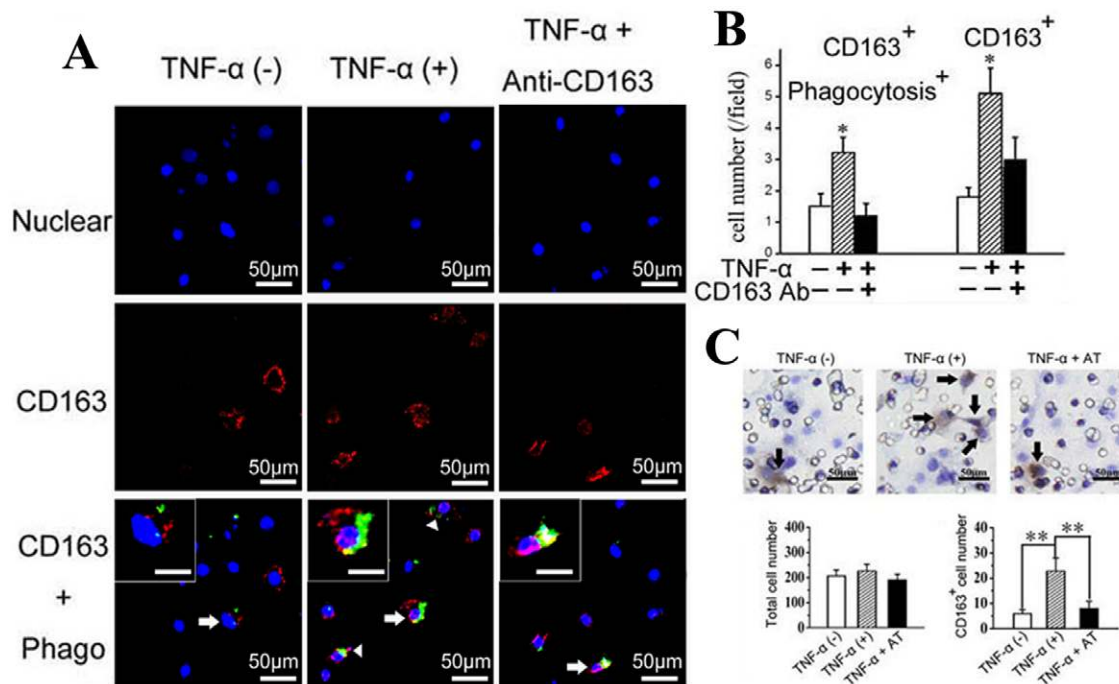 A
TNF-α (-)
TNF-α (+)
TNF-α +
Anti-CD163
Nuclear
50μm
50μm
50μm
CD163
50μm
50μm
50μm
CD163
+
Phago
50μm
50μm
50μm
B
CD163+
Phagocytosis+
CD163+
cell number (/field)
6
5
4
3
2
1
0
*
*
TNF-α − + + − + +
CD163 Ab − − + − − +
C
TNF-α (-)
TNF-α (+)
TNF-α + AT
50μm
50μm
50μm
Total cell number
400
300
200
100
0
TNF-α (-)
TNF-α (+)
TNF-α + AT
CD163+ cell number
40
30
20
10
0
**
**
TNF-α (-)
TNF-α (+)
TNF-α + AT